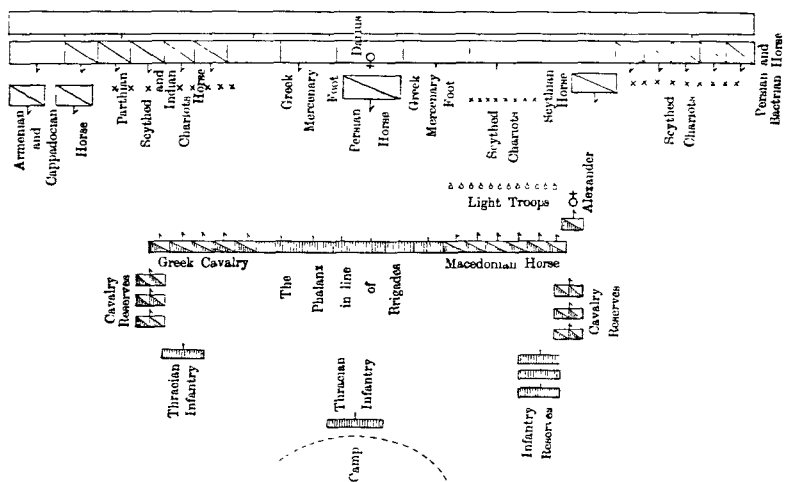 Darius
Armenian
and
Cappadocian
Horse
Parthian
Scythed and
Indian
Chariots
Horse
Greek
Mercenary
Foot
Persian
Horse
Greek
Mercenary
Foot
Scythed
Chariots
Scythian
Horse
Scythed
Chariots
Persian and
Bactrian Horse
Light Troops
Alexander
Greek Cavalry
The
Phalanx
in line
of
Brigades
Macedonian Horse
Cavalry
Reserves
Cavalry
Reserves
Thracian
Infantry
Thracian
Infantry
Infantry
Reserves
Camp